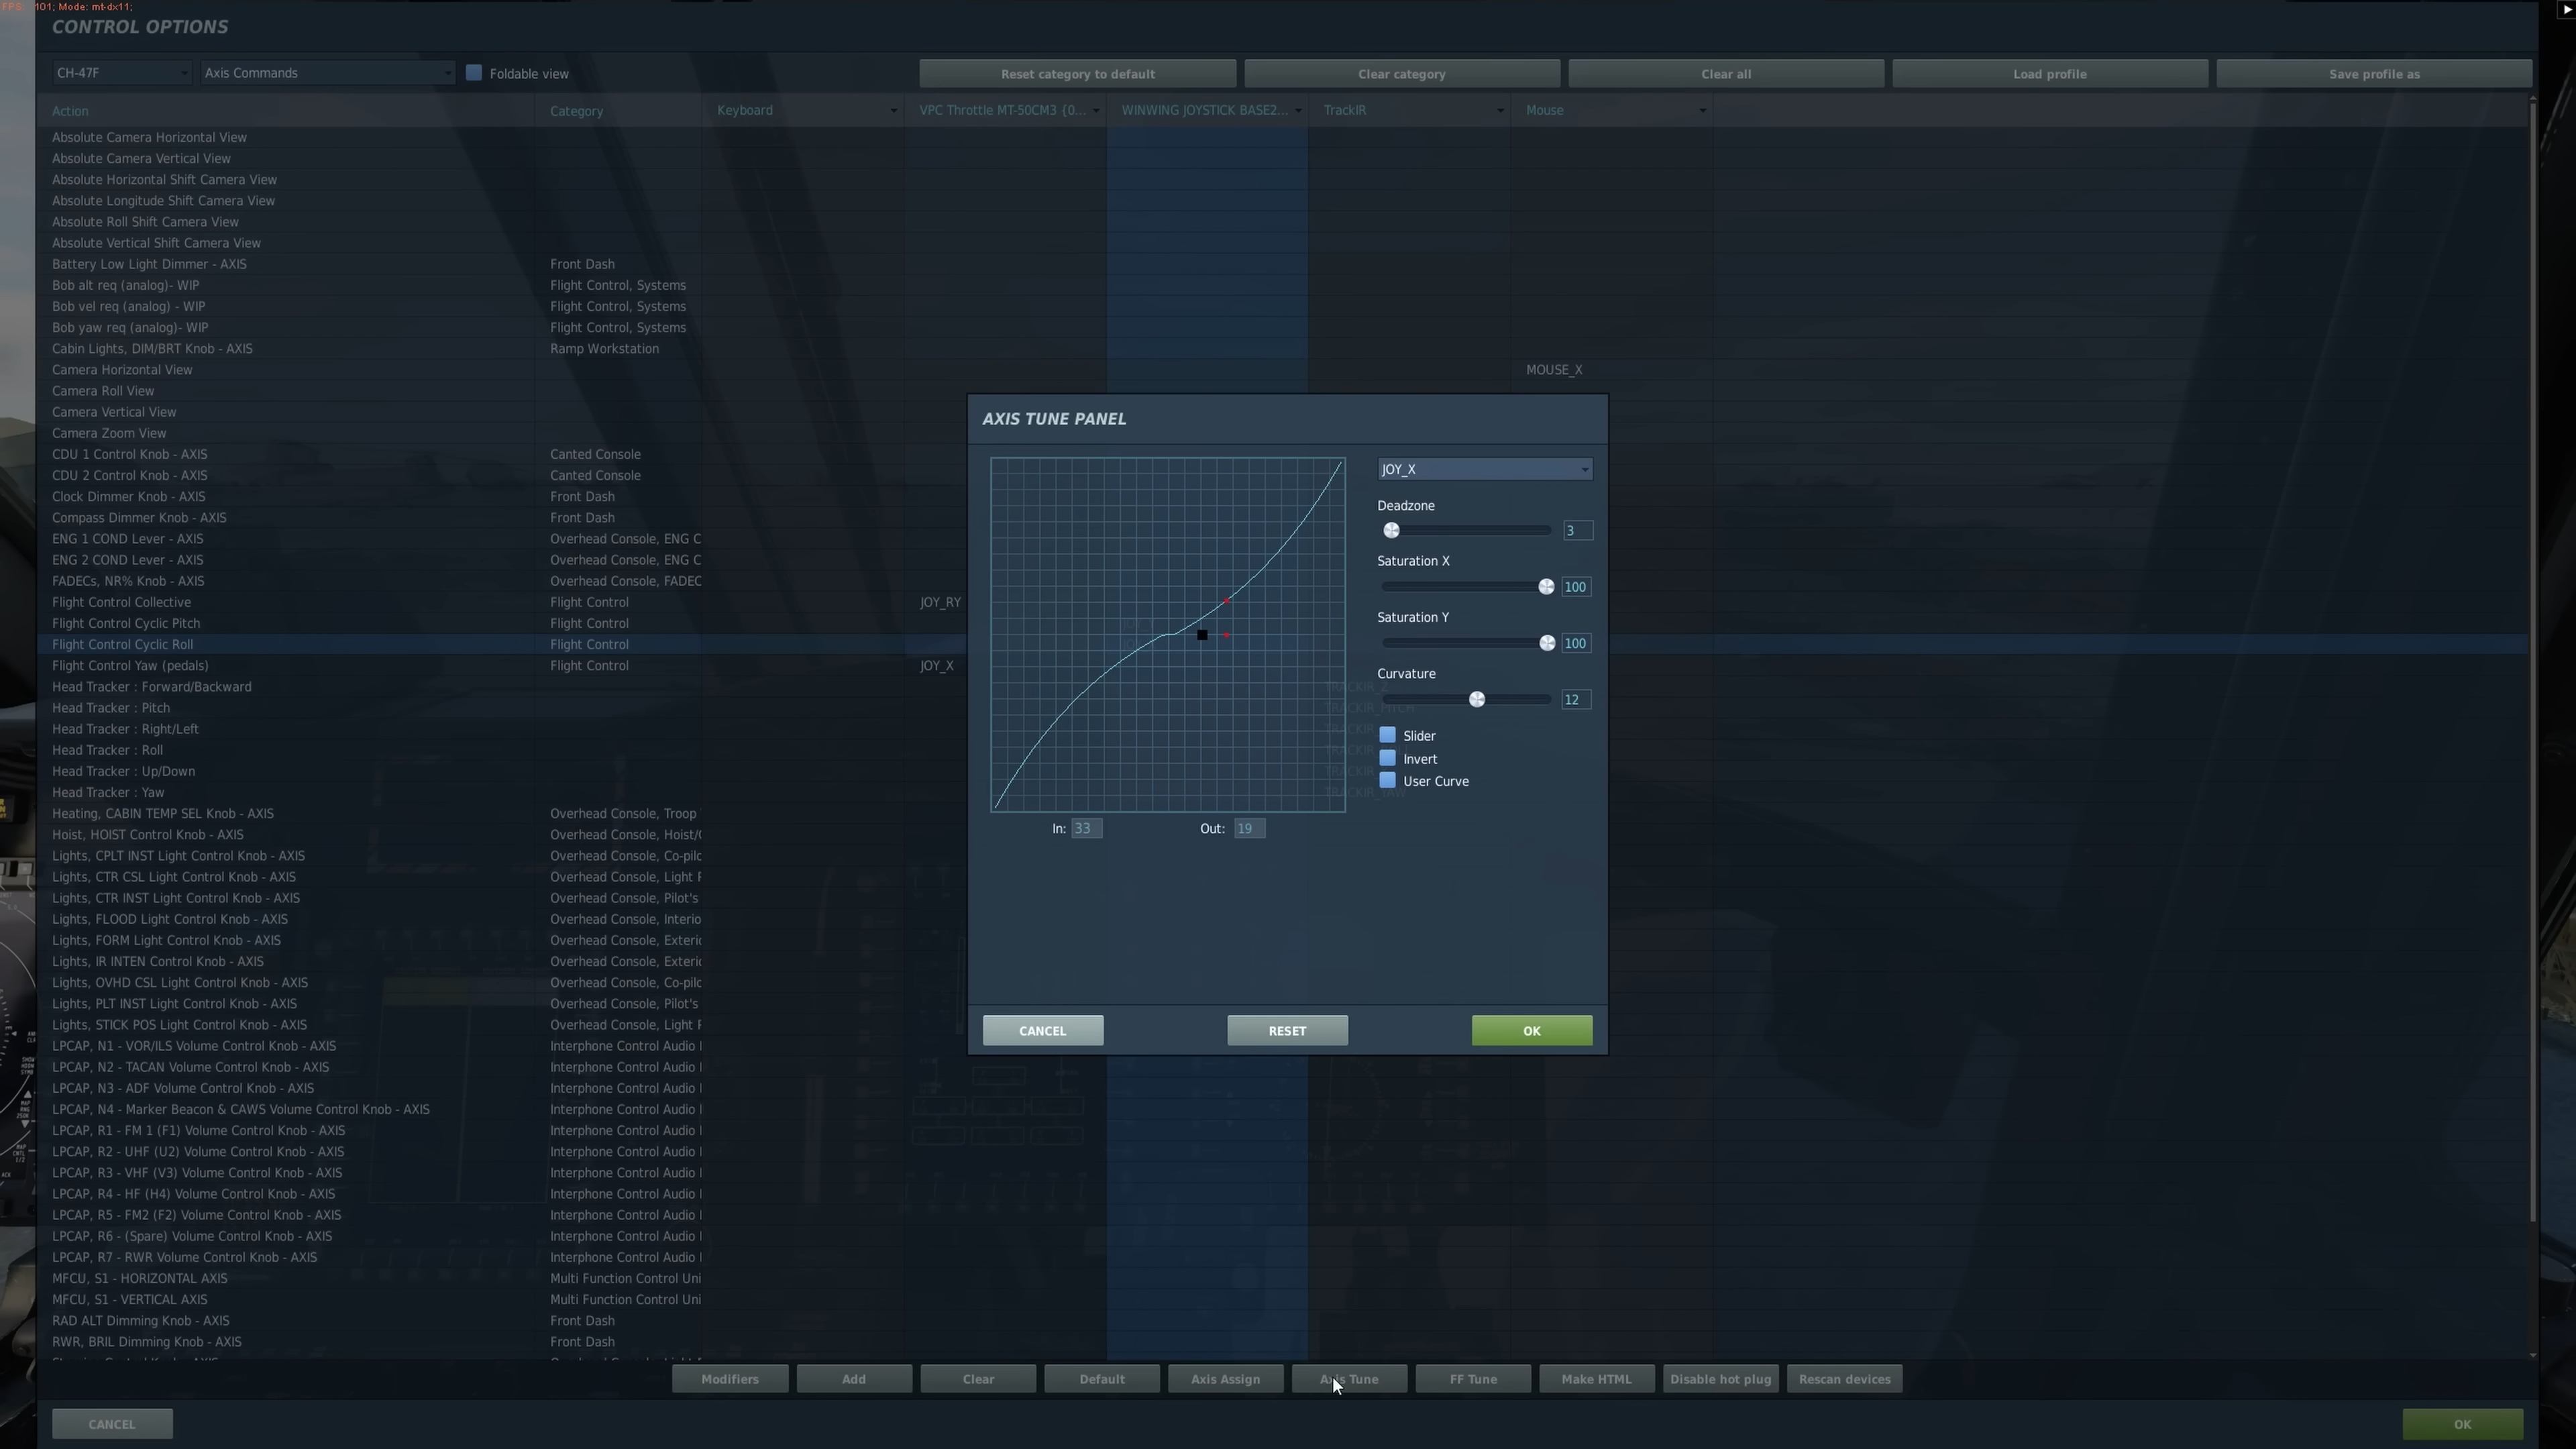 FPS: 101; Mode: mt-dx11;
CONTROL OPTIONS
CH-47F Axis Commands Foldable view Reset category to default Clear category Clear all Load profile Save profile as
Action Category Keyboard VPC Throttle MT-50CM3 {0... WINWING JOYSTICK BASE2... TrackIR Mouse
Absolute Camera Horizontal View
Absolute Camera Vertical View
Absolute Horizontal Shift Camera View
Absolute Longitude Shift Camera View
Absolute Roll Shift Camera View
Absolute Vertical Shift Camera View
Battery Low Light Dimmer - AXIS Front Dash
Bob alt req (analog)- WIP Flight Control, Systems
Bob vel req (analog) - WIP Flight Control, Systems
Bob yaw req (analog)- WIP Flight Control, Systems
Cabin Lights, DIM/BRT Knob - AXIS Ramp Workstation
Camera Horizontal View MOUSE_X
Camera Roll View
Camera Vertical View
Camera Zoom View
CDU 1 Control Knob - AXIS Canted Console
CDU 2 Control Knob - AXIS Canted Console
Clock Dimmer Knob - AXIS Front Dash
Compass Dimmer Knob - AXIS Front Dash
ENG 1 COND Lever - AXIS Overhead Console, ENG C
ENG 2 COND Lever - AXIS Overhead Console, ENG C
FADECs, NR% Knob - AXIS Overhead Console, FADEC
Flight Control Collective Flight Control JOY_RY
Flight Control Cyclic Pitch Flight Control
Flight Control Cyclic Roll Flight Control
Flight Control Yaw (pedals) Flight Control JOY_X
Head Tracker : Forward/Backward
Head Tracker : Pitch
Head Tracker : Right/Left
Head Tracker : Roll
Head Tracker : Up/Down
Head Tracker : Yaw
Heating, CABIN TEMP SEL Knob - AXIS Overhead Console, Troop
Hoist, HOIST Control Knob - AXIS Overhead Console, Hoist/
Lights, CPLT INST Light Control Knob - AXIS Overhead Console, Co-pilo
Lights, CTR CSL Light Control Knob - AXIS Overhead Console, Light
Lights, CTR INST Light Control Knob - AXIS Overhead Console, Pilot's
Lights, FLOOD Light Control Knob - AXIS Overhead Console, Interio
Lights, FORM Light Control Knob - AXIS Overhead Console, Exterio
Lights, IR INTEN Control Knob - AXIS Overhead Console, Exterio
Lights, OVHD CSL Light Control Knob - AXIS Overhead Console, Co-pilo
Lights, PLT INST Light Control Knob - AXIS Overhead Console, Pilot's
Lights, STICK POS Light Control Knob - AXIS Overhead Console, Light
LPCAP, N1 - VOR/ILS Volume Control Knob - AXIS Interphone Control Audio
LPCAP, N2 - TACAN Volume Control Knob - AXIS Interphone Control Audio
LPCAP, N3 - ADF Volume Control Knob - AXIS Interphone Control Audio
LPCAP, N4 - Marker Beacon & CAWS Volume Control Knob - AXIS Interphone Control Audio
LPCAP, R1 - FM 1 (F1) Volume Control Knob - AXIS Interphone Control Audio
LPCAP, R2 - UHF (U2) Volume Control Knob - AXIS Interphone Control Audio
LPCAP, R3 - VHF (V3) Volume Control Knob - AXIS Interphone Control Audio
LPCAP, R4 - HF (H4) Volume Control Knob - AXIS Interphone Control Audio
LPCAP, R5 - FM2 (F2) Volume Control Knob - AXIS Interphone Control Audio
LPCAP, R6 - (Spare) Volume Control Knob - AXIS Interphone Control Audio
LPCAP, R7 - RWR Volume Control Knob - AXIS Interphone Control Audio
MFCU, S1 - HORIZONTAL AXIS Multi Function Control Uni
MFCU, S1 - VERTICAL AXIS Multi Function Control Uni
RAD ALT Dimming Knob - AXIS Front Dash
RWR, BRIL Dimming Knob - AXIS Front Dash
AXIS TUNE PANEL
JOY_X
Deadzone
3
Saturation X
100
Saturation Y
100
Curvature
12
Slider
Invert
User Curve
In: 33 Out: 19
CANCEL RESET OK
Modifiers Add Clear Default Axis Assign Axis Tune FF Tune Make HTML Disable hot plug Rescan devices
CANCEL OK